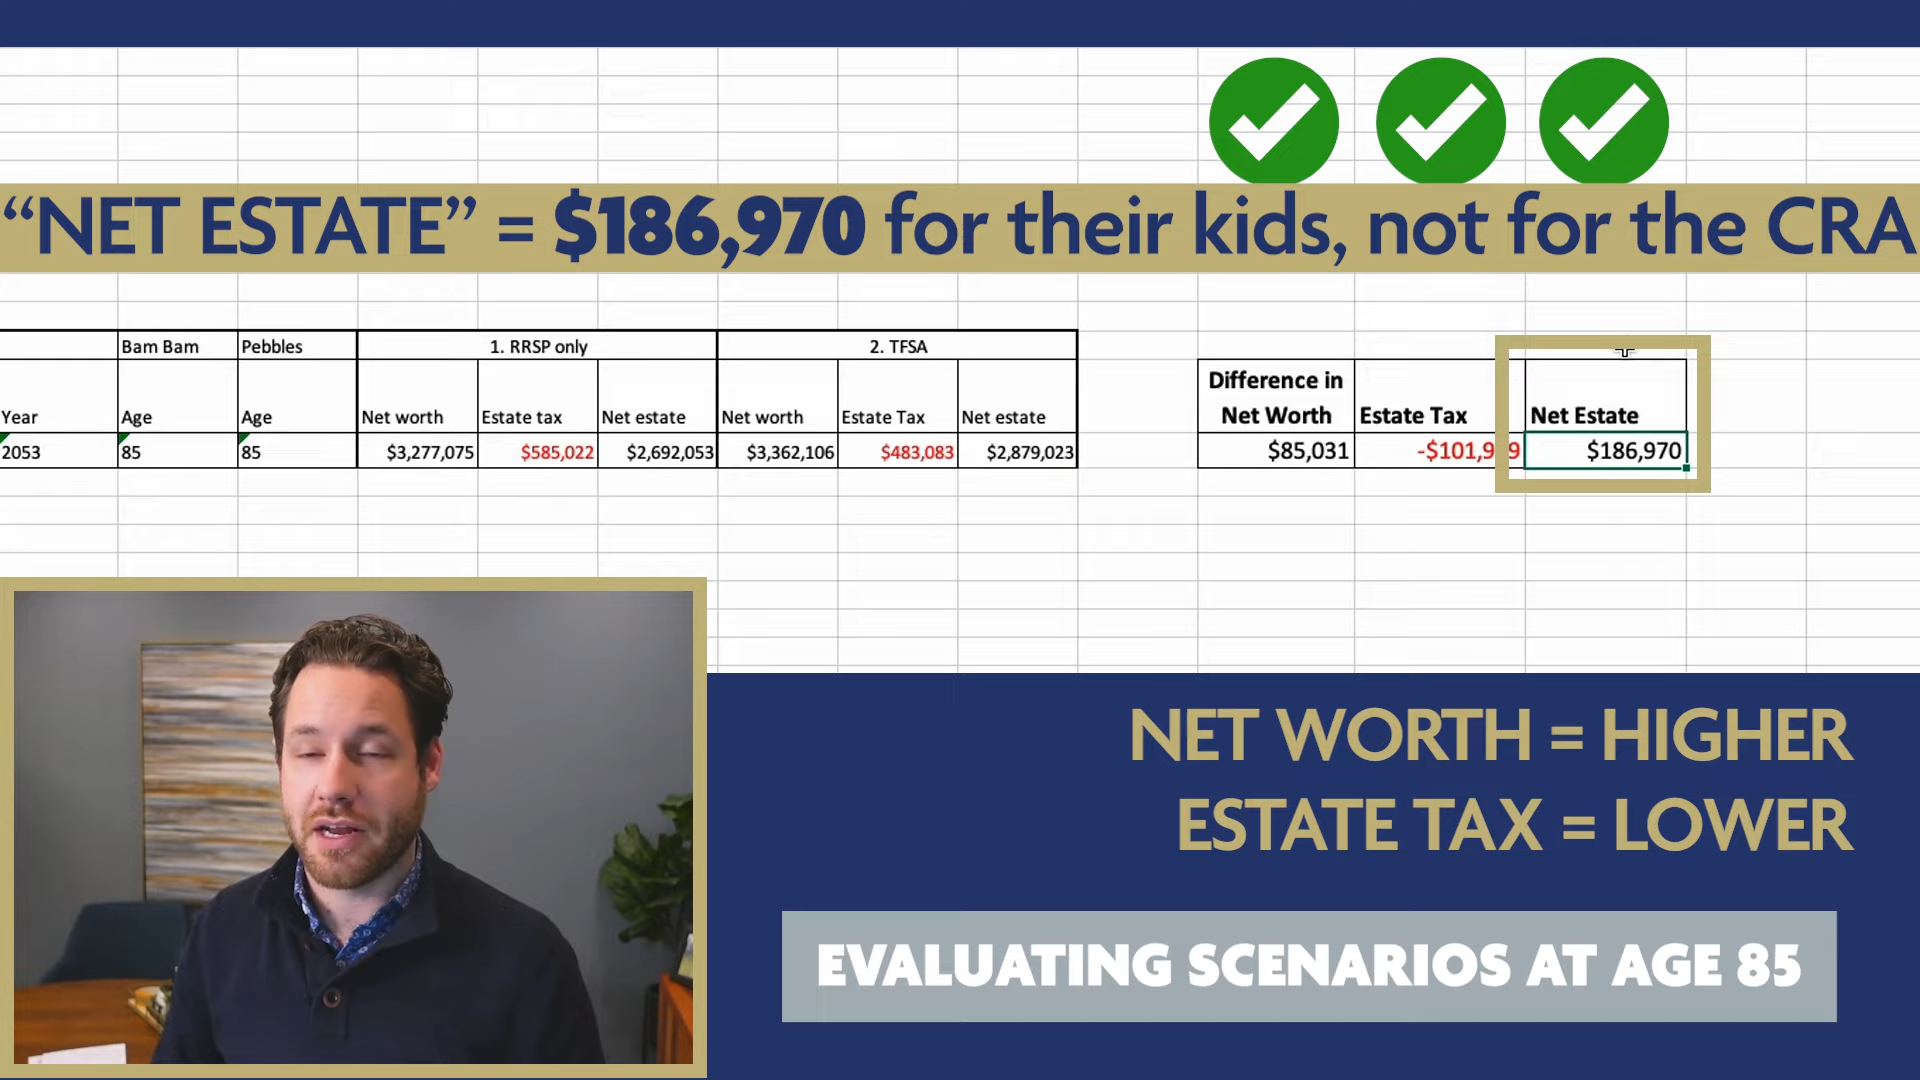 “NET ESTATE” = $186,970 for their kids, not for the CRA
Bam Bam Pebbles 1. RRSP only 2. TFSA
Difference in
Net Worth Estate Tax Net Estate
Year Age Age Net worth Estate tax Net estate Net worth Estate Tax Net estate
2053 85 85 $3,277,075 $585,022 $2,692,053 $3,362,106 $483,083 $2,879,023
$85,031 $186,970
NET WORTH = HIGHER
ESTATE TAX = LOWER
EVALUATING SCENARIOS AT AGE 85